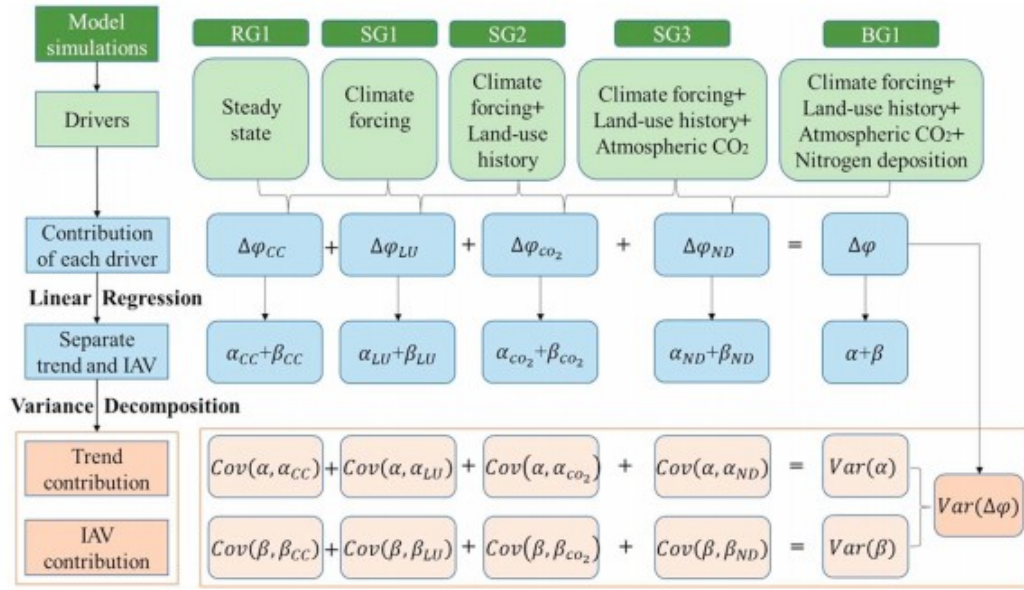 Model
simulations
RG1
SG1
SG2
SG3
BG1
Drivers
Steady
state
Climate
forcing
Climate
forcing+
Land-use
history
Climate forcing+
Land-use history+
Atmospheric CO₂
Climate forcing+
Land-use history+
Atmospheric CO₂+
Nitrogen deposition
Contribution
of each driver
Δφ_CC + Δφ_LU + Δφ_co₂ + Δφ_ND = Δφ
Linear Regression
Separate
trend and IAV
α_CC+β_CC
α_LU+β_LU
α_co₂+β_co₂
α_ND+β_ND
α+β
Variance Decomposition
Trend
contribution
Cov(α, α_CC) + Cov(α, α_LU) + Cov(α, α_co₂) + Cov(α, α_ND) = Var(α)
Var(Δφ)
IAV
contribution
Cov(β, β_CC) + Cov(β, β_LU) + Cov(β, β_co₂) + Cov(β, β_ND) = Var(β)